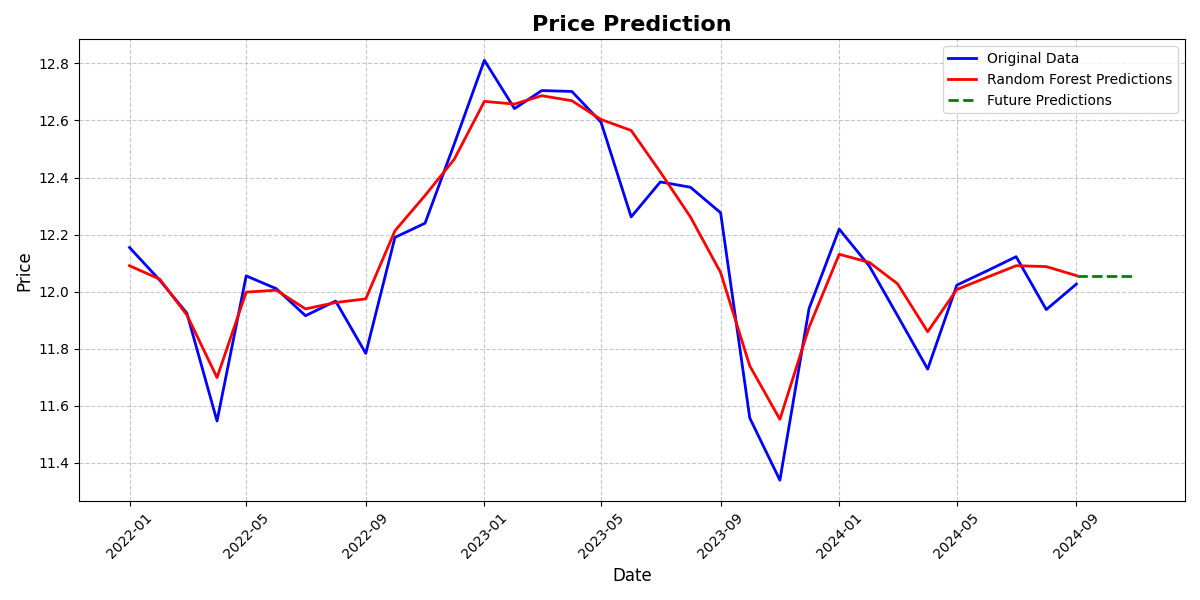 Price Prediction
Original Data
Random Forest Predictions
Future Predictions
Price
12.8
12.6
12.4
12.2
12.0
11.8
11.6
11.4
2022-01
2022-05
2022-09
2023-01
2023-05
2023-09
2024-01
2024-05
2024-09
Date